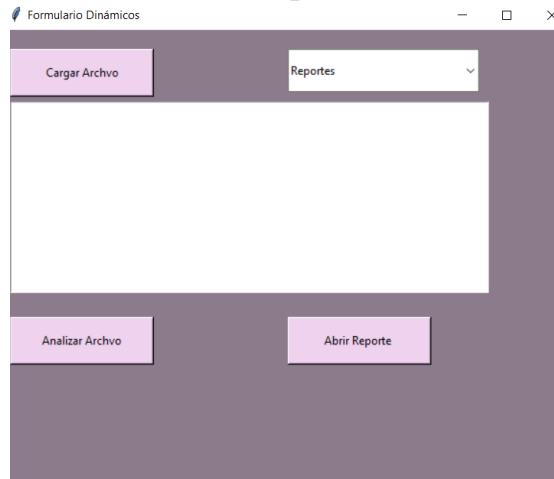 Formulario Dinámicos
Cargar Archvo
Reportes
Analizar Archvo
Abrir Reporte